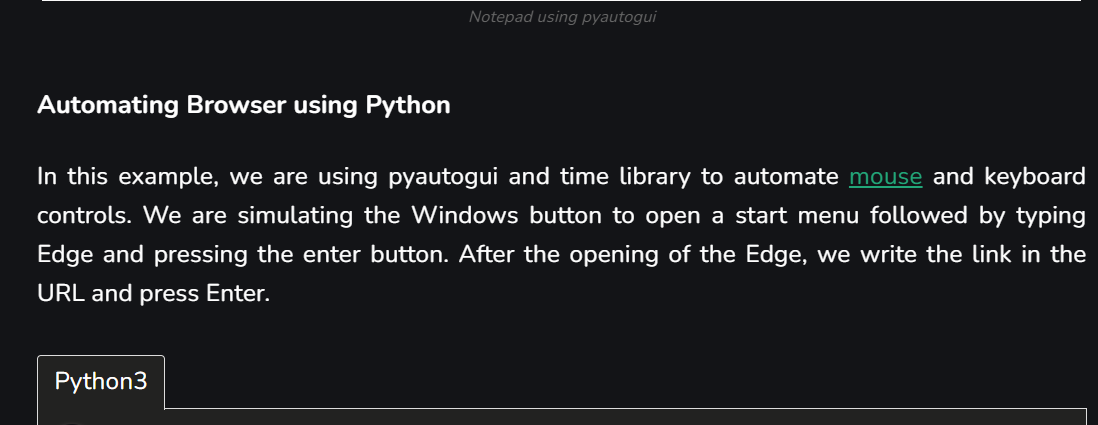 Notepad using pyautogui
Automating Browser using Python
In this example, we are using pyautogui and time library to automate mouse and keyboard
controls. We are simulating the Windows button to open a start menu followed by typing
Edge and pressing the enter button. After the opening of the Edge, we write the link in the
URL and press Enter.
Python3